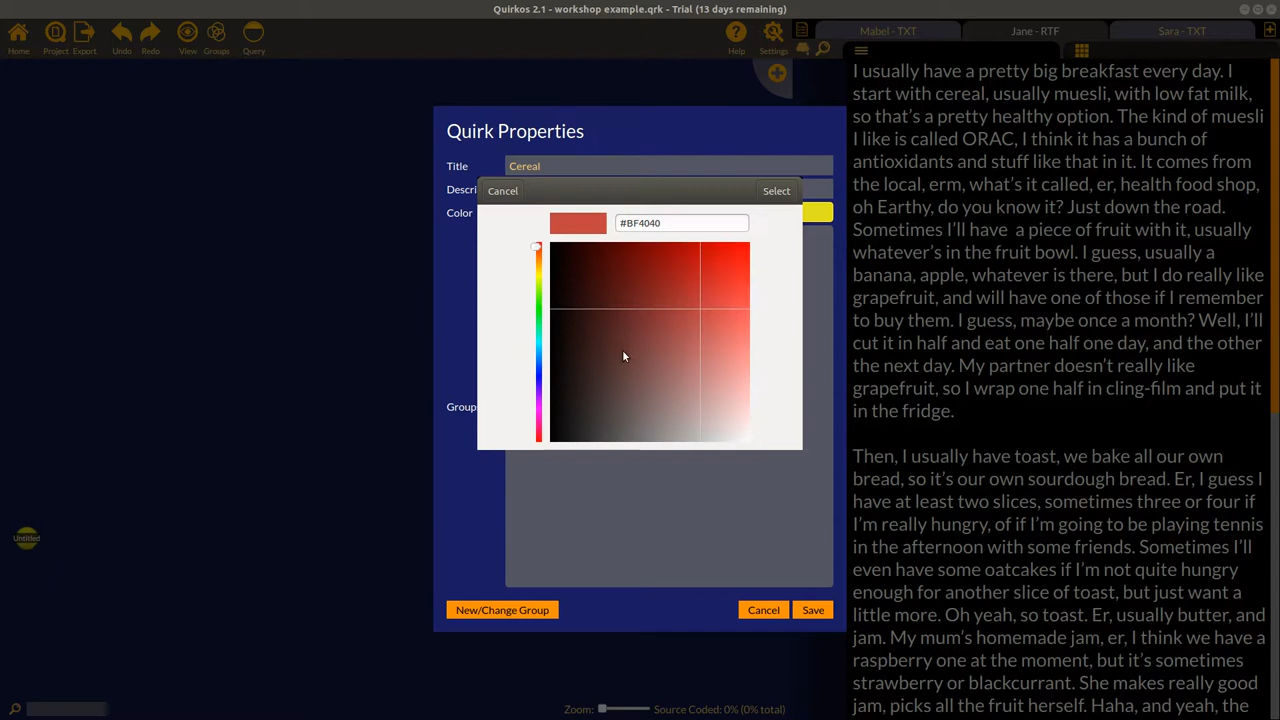 Quirkos 2.1 - workshop example.qrk - Trial (13 days remaining)
Home
Project
Export
Undo
Redo
View
Groups
Query
Help
Settings
Mabel - TXT
Jane - RTF
Sara - TXT
Quirk Properties
Title
Cereal
Descri
Color
Cancel
Select
#BF4040
Group
New/Change Group
Cancel
Save
Untitled
Zoom:
Source Coded: 0% (0% total)
I usually have a pretty big breakfast every day. I
start with cereal, usually muesli, with low fat milk,
so that's a pretty healthy option. The kind of muesli
I like is called ORAC, I think it has a bunch of
antioxidants and stuff like that in it. It comes from
the local, erm, what's it called, er, health food shop,
oh Earthy, do you know it? Just down the road.
Sometimes I'll have a piece of fruit with it, usually
whatever's in the fruit bowl. I guess, usually a
banana, apple, whatever is there, but I do really like
grapefruit, and will have one of those if I remember
to buy them. I guess, maybe once a month? Well, I'll
cut it in half and eat one half one day, and the other
the next day. My partner doesn't really like
grapefruit, so I wrap one half in cling-film and put it
in the fridge.
Then, I usually have toast, we bake all our own
bread, so it's our own sourdough bread. Er, I guess I
have at least two slices, sometimes three or four if
I'm really hungry, of if I'm going to be playing tennis
in the afternoon with some friends. Sometimes I'll
even have some oatcakes if I'm not quite hungry
enough for another slice of toast, but just want a
little more. Oh yeah, so toast. Er, usually butter, and
jam. My mum's homemade jam, er, I think we have a
raspberry one at the moment, but it's sometimes
strawberry or blackcurrant. She makes really good
jam, picks all the fruit herself. Haha, and yeah, the